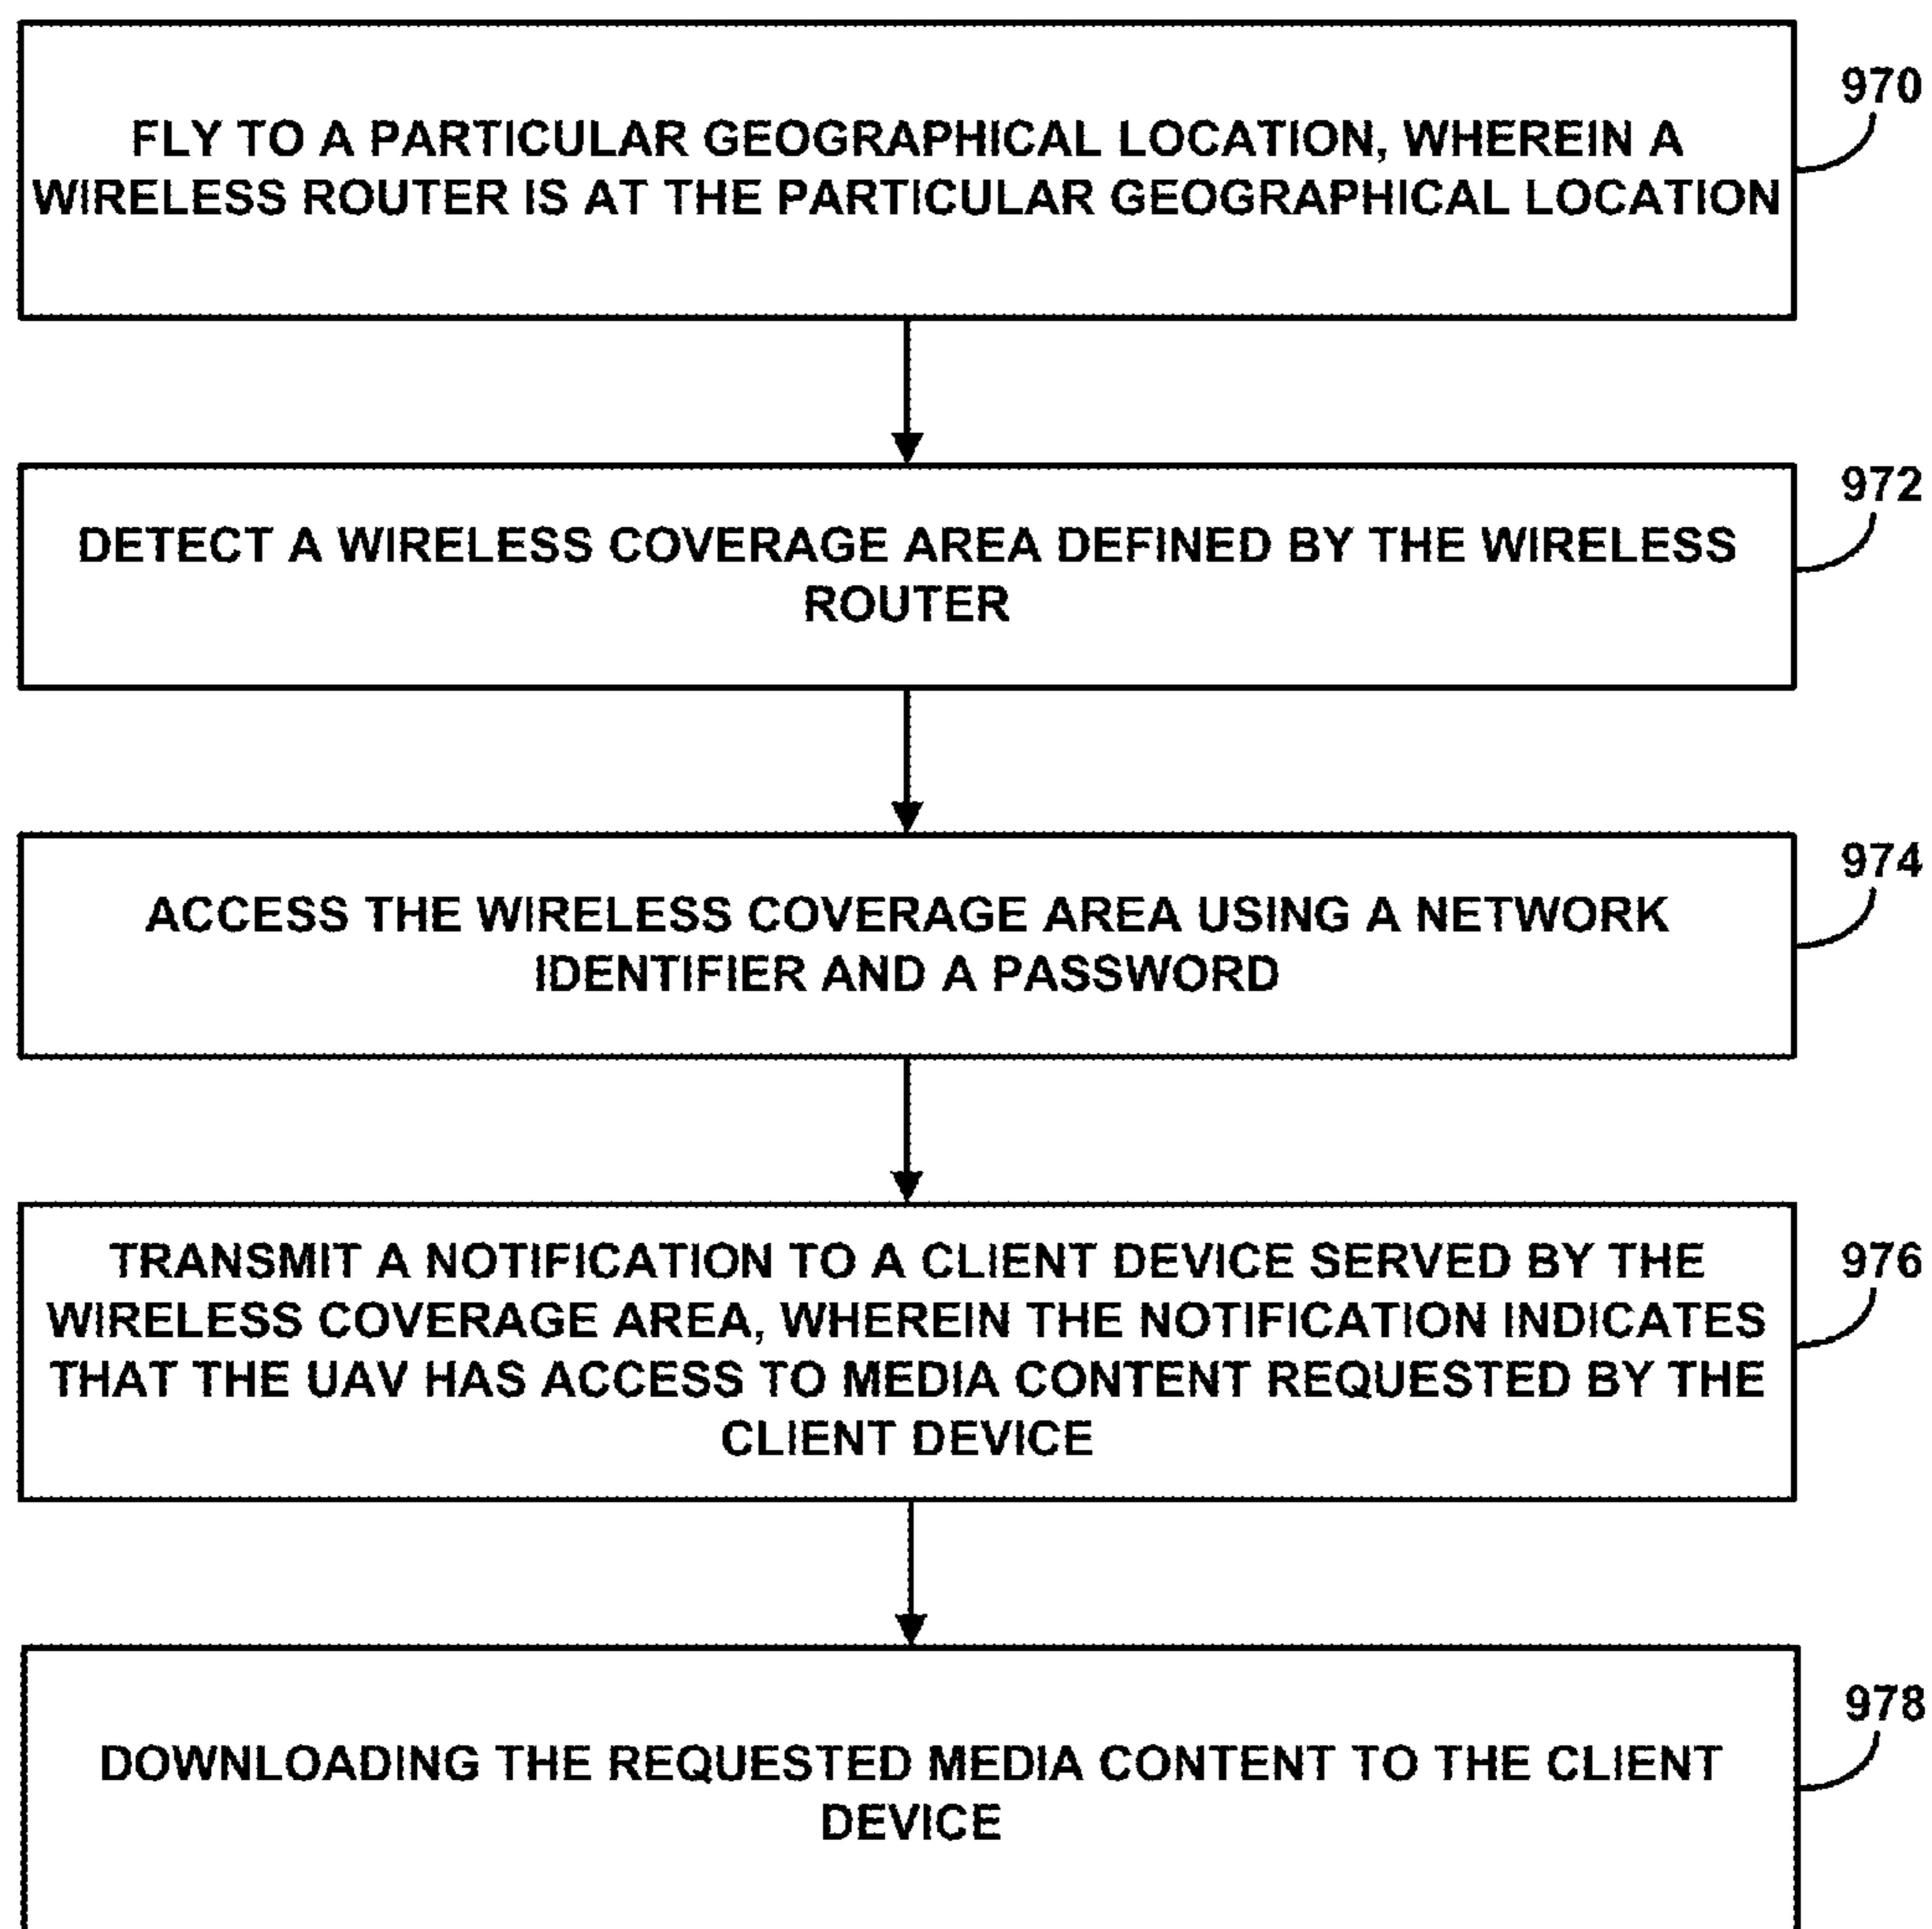 970
FLY TO A PARTICULAR GEOGRAPHICAL LOCATION, WHEREIN A
WIRELESS ROUTER IS AT THE PARTICULAR GEOGRAPHICAL LOCATION
972
DETECT A WIRELESS COVERAGE AREA DEFINED BY THE WIRELESS
ROUTER
974
ACCESS THE WIRELESS COVERAGE AREA USING A NETWORK
IDENTIFIER AND A PASSWORD
976
TRANSMIT A NOTIFICATION TO A CLIENT DEVICE SERVED BY THE
WIRELESS COVERAGE AREA, WHEREIN THE NOTIFICATION INDICATES
THAT THE UAV HAS ACCESS TO MEDIA CONTENT REQUESTED BY THE
CLIENT DEVICE
978
DOWNLOADING THE REQUESTED MEDIA CONTENT TO THE CLIENT
DEVICE